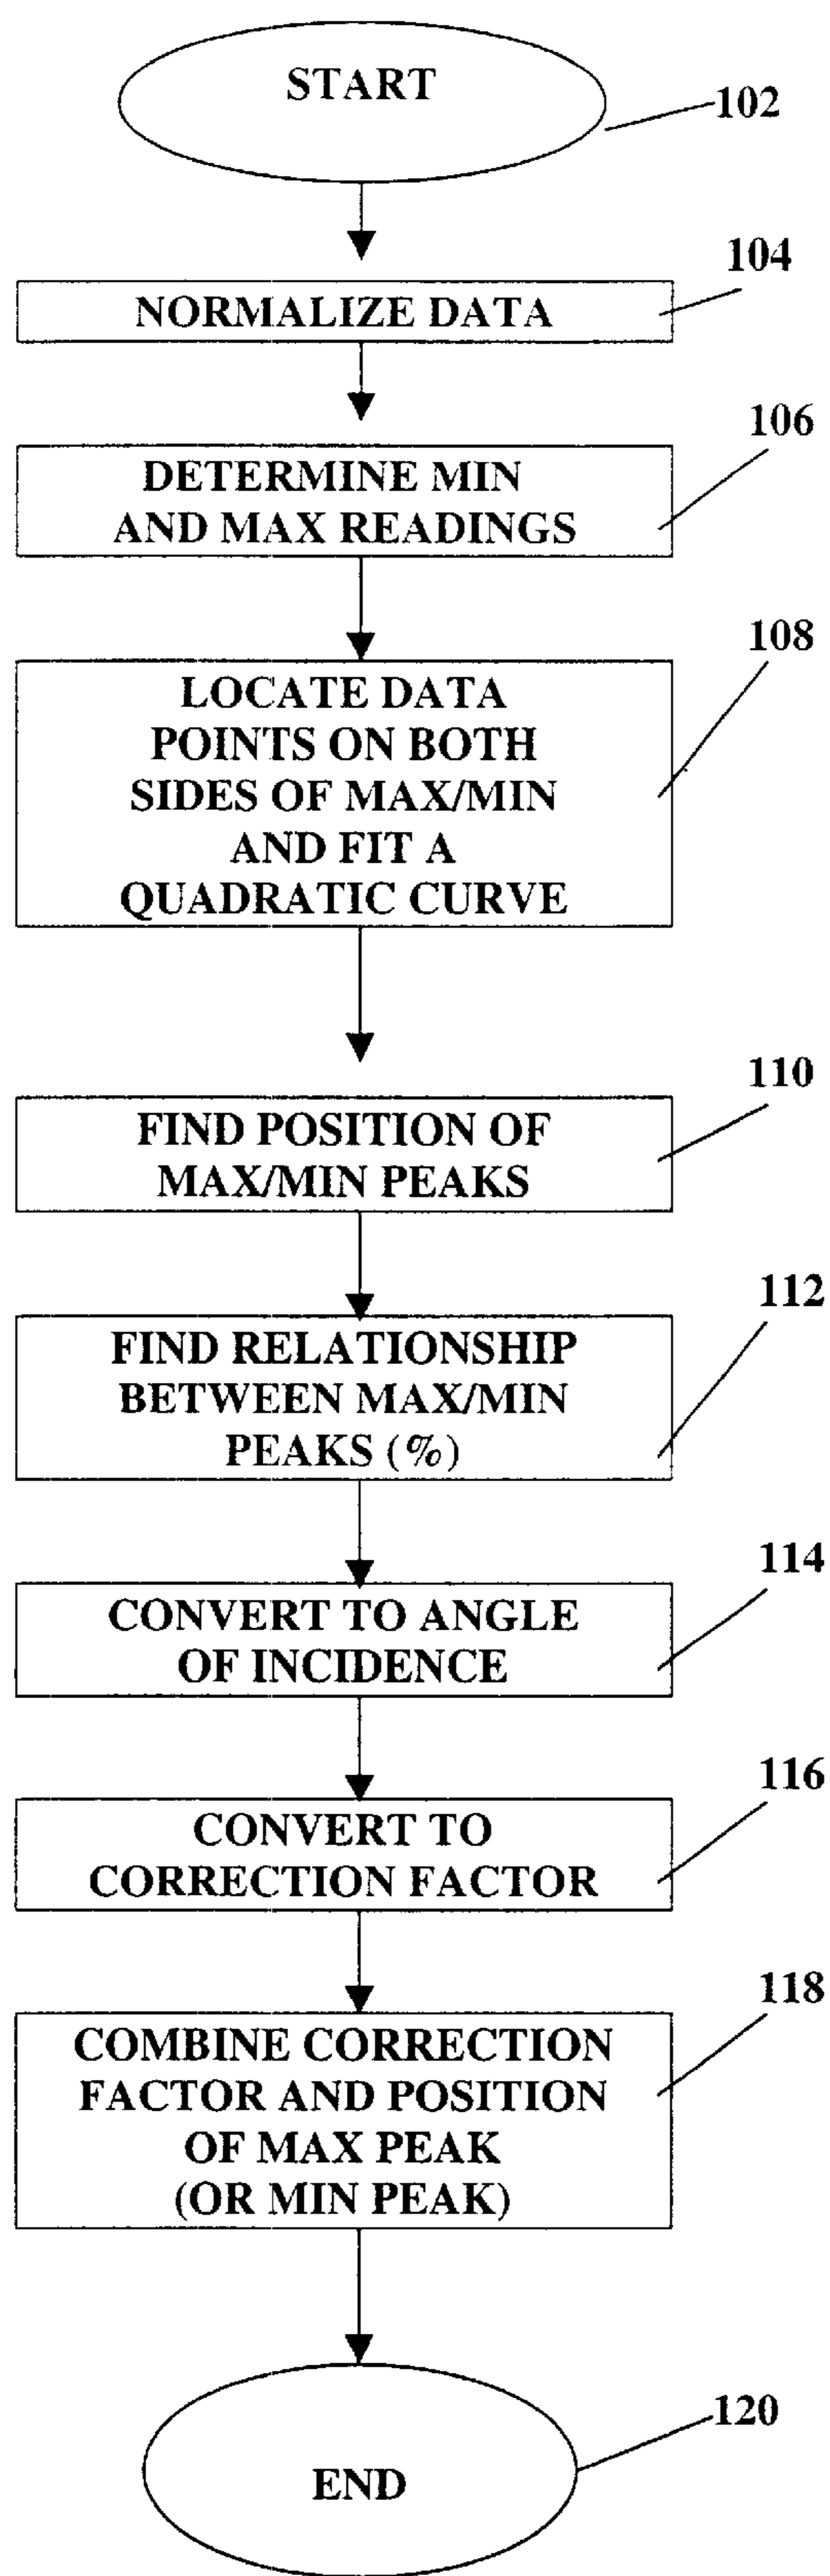 START
102
104
NORMALIZE DATA
106
DETERMINE MIN
AND MAX READINGS
108
LOCATE DATA
POINTS ON BOTH
SIDES OF MAX/MIN
AND FIT A
QUADRATIC CURVE
110
FIND POSITION OF
MAX/MIN PEAKS
112
FIND RELATIONSHIP
BETWEEN MAX/MIN
PEAKS (%)
114
CONVERT TO ANGLE
OF INCIDENCE
116
CONVERT TO
CORRECTION FACTOR
118
COMBINE CORRECTION
FACTOR AND POSITION
OF MAX PEAK
(OR MIN PEAK)
120
END